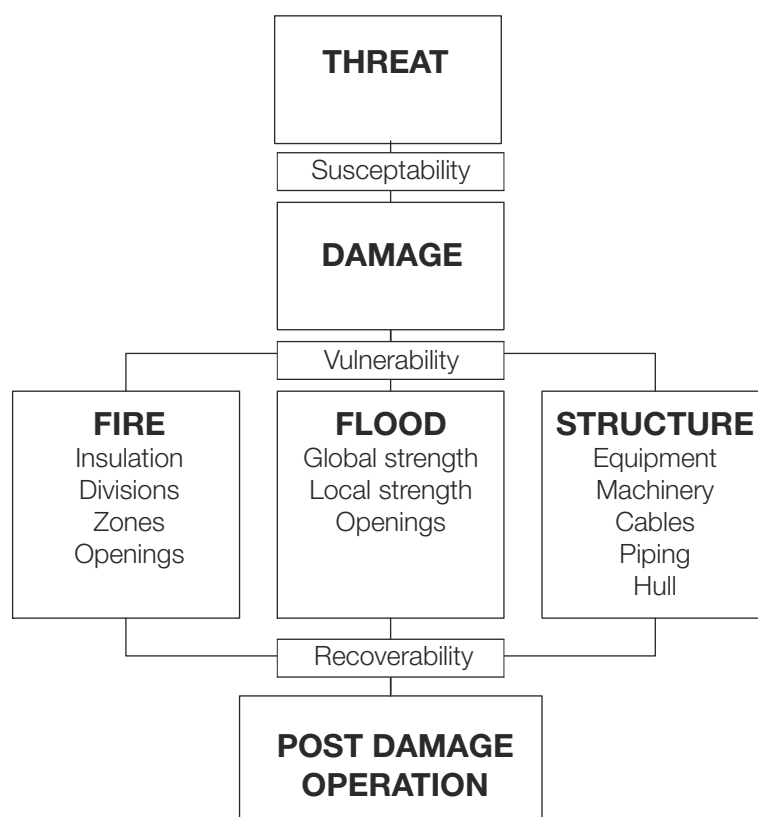 THREAT
Susceptability
DAMAGE
Vulnerability
FIRE
Insulation
Divisions
Zones
Openings
FLOOD
Global strength
Local strength
Openings
STRUCTURE
Equipment
Machinery
Cables
Piping
Hull
Recoverability
POST DAMAGE
OPERATION